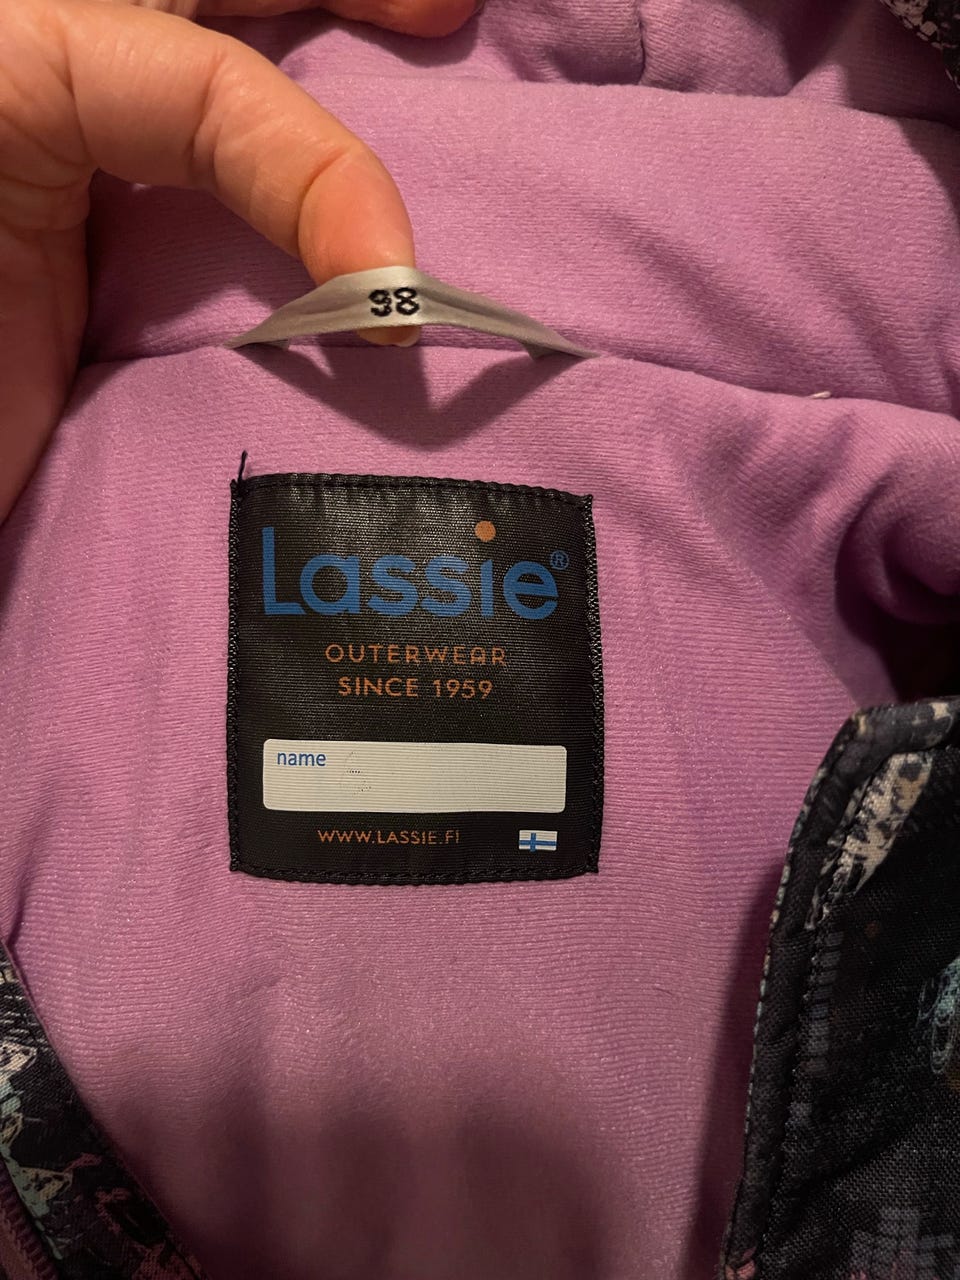 98
Lassie®
OUTERWEAR
SINCE 1959
name
WWW.LASSIE.FI